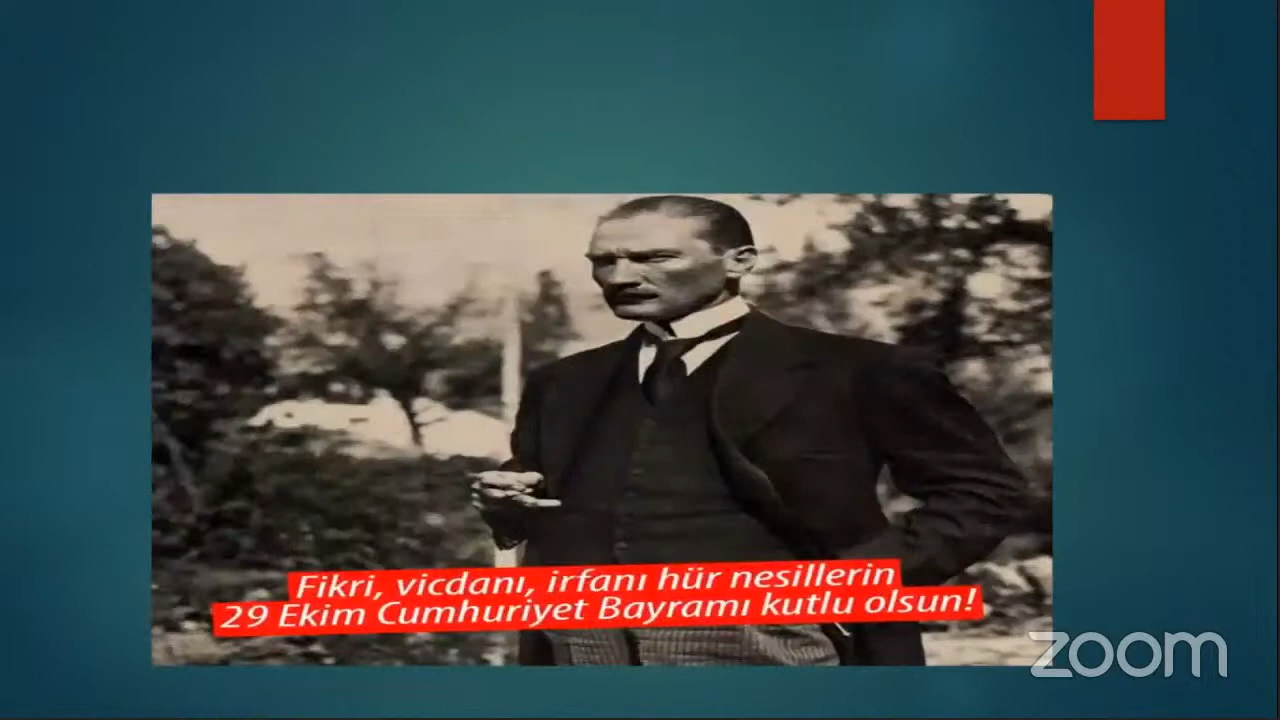 Fikri, vicdanı, irfanı hür nesillerin
29 Ekim Cumhuriyet Bayramı kutlu olsun!
zoom